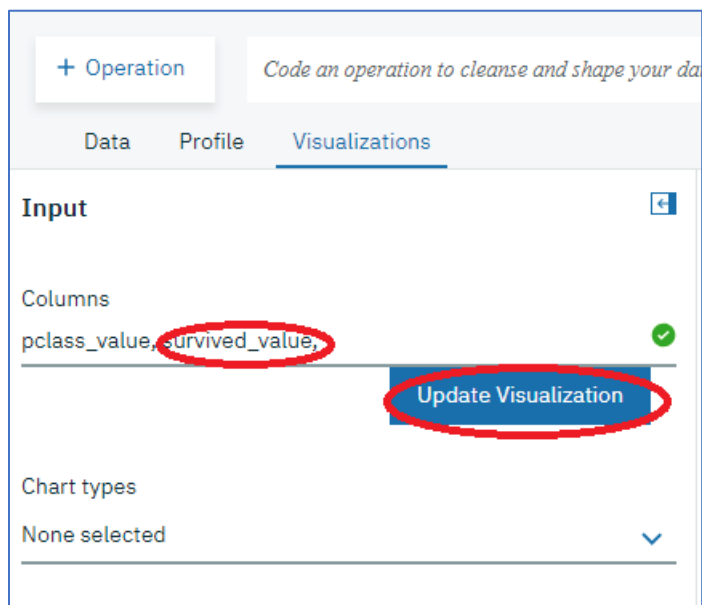 + Operation
Code an operation to cleanse and shape your da
Data Profile Visualizations
Input
Columns
pclass_value, survived_value,
Update Visualization
Chart types
None selected